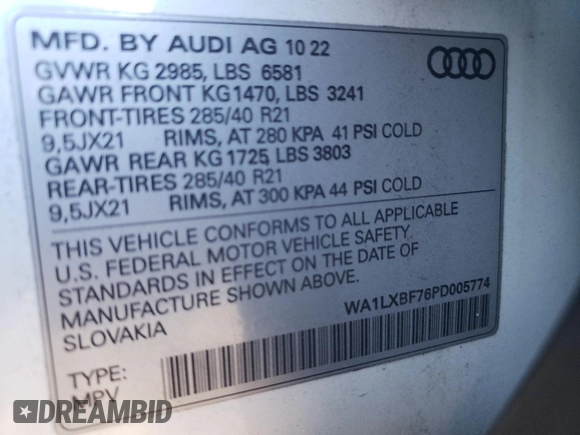 MFD. BY AUDI AG 10 22
GVWR KG 2985, LBS 6581
GAWR FRONT KG1470, LBS 3241
FRONT-TIRES 285/40 R21
9,5JX21 RIMS, AT 280 KPA 41 PSI COLD
GAWR REAR KG 1725 LBS 3803
REAR-TIRES 285/40 R21
9,5JX21 RIMS, AT 300 KPA 44 PSI COLD
THIS VEHICLE CONFORMS TO ALL APPLICABLE
U.S. FEDERAL MOTOR VEHICLE SAFETY.
STANDARDS IN EFFECT ON THE DATE OF
MANUFACTURE SHOWN ABOVE.
SLOVAKIA
WA1LXBF76PD005774
TYPE:
MPV
DREAMBID